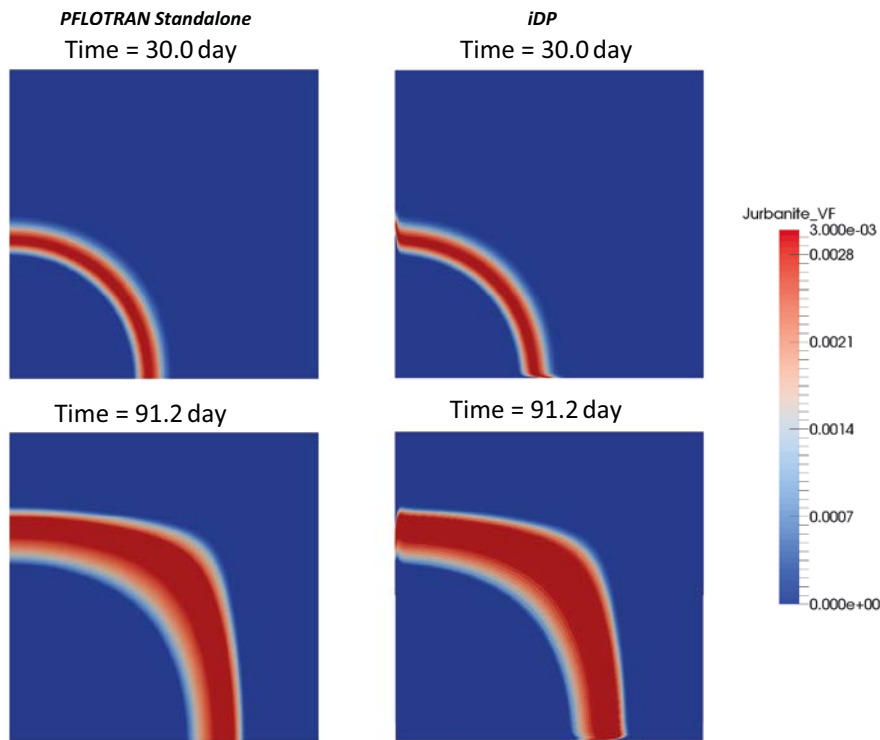 PFLOTRAN Standalone
Time = 30.0 day
iDP
Time = 30.0 day
Jurbanite_VF
3.000e-03
0.0028
0.0021
0.0014
0.0007
0.000e+00
Time = 91.2 day
Time = 91.2 day